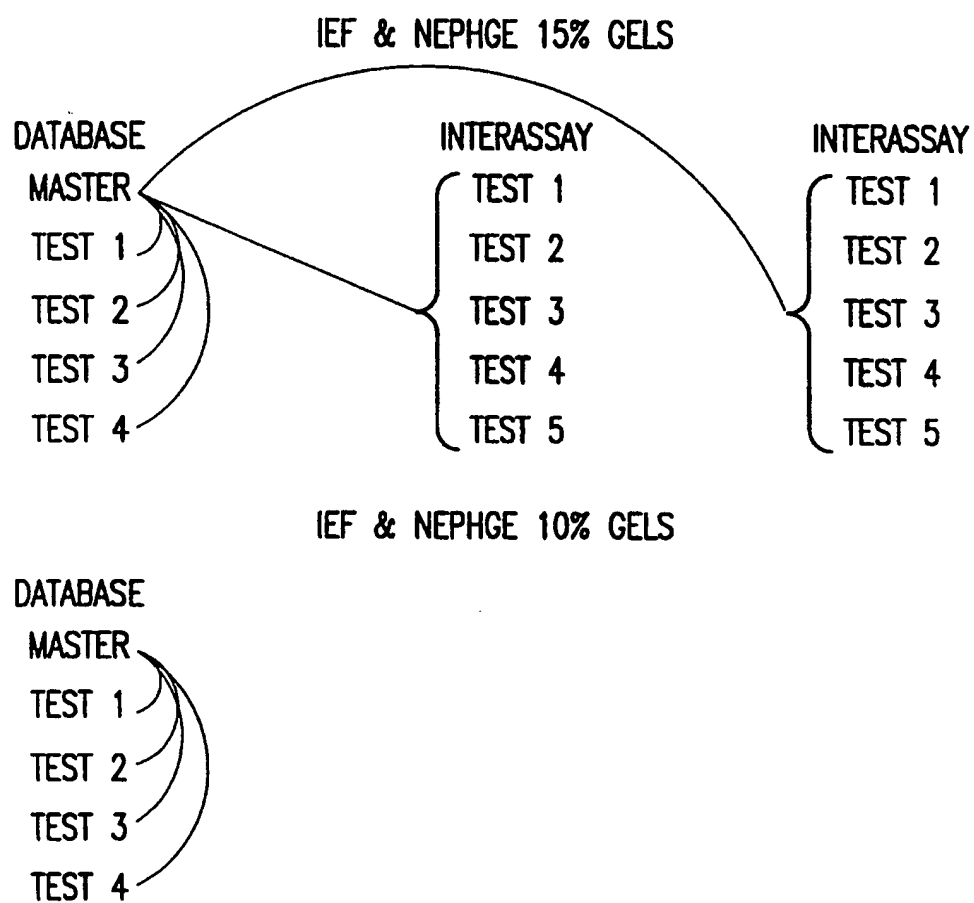 IEF & NEPHGE 15% GELS
DATABASE
MASTER
TEST 1
TEST 2
TEST 3
TEST 4
INTERASSAY
TEST 1
TEST 2
TEST 3
TEST 4
TEST 5
INTERASSAY
TEST 1
TEST 2
TEST 3
TEST 4
TEST 5
IEF & NEPHGE 10% GELS
DATABASE
MASTER
TEST 1
TEST 2
TEST 3
TEST 4